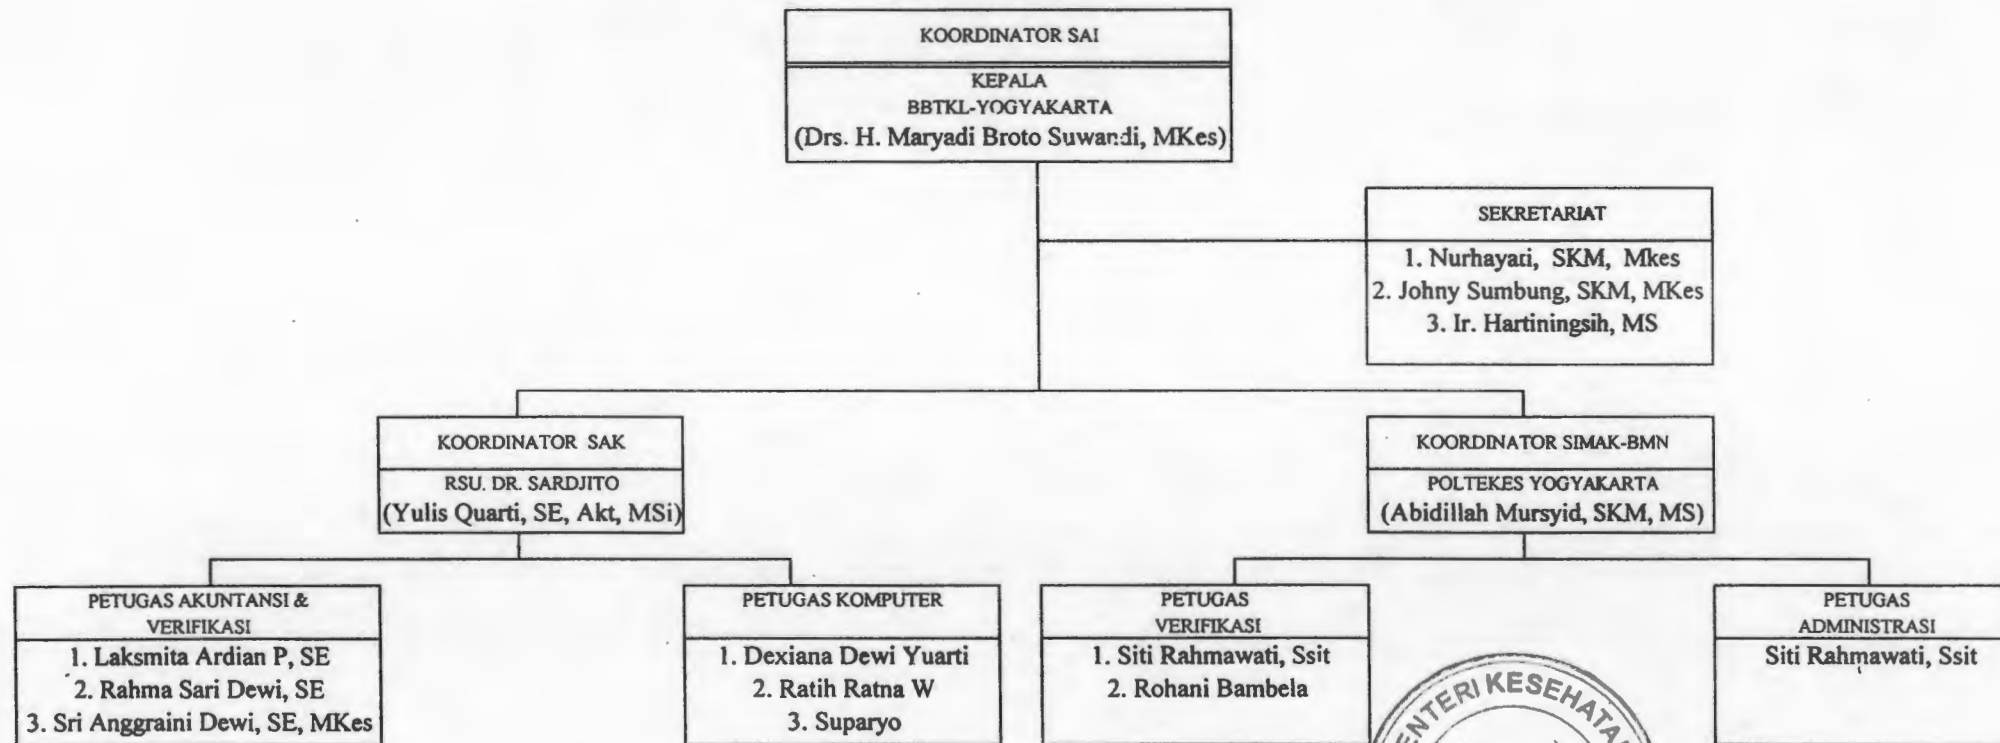 KOORDINATOR SAI
KEPALA
BBTKL-YOGYAKARTA
(Drs. H. Maryadi Broto Suwandi, MKes)
SEKRETARIAT
1. Nurhayati, SKM, Mkes
2. Johny Sumbung, SKM, MKes
3. Ir. Hartiningsih, MS
KOORDINATOR SAK
RSU. DR. SARDJITO
(Yulis Quarti, SE, Akt, MSi)
KOORDINATOR SIMAK-BMN
POLTEKES YOGYAKARTA
(Abidillah Mursyid, SKM, MS)
PETUGAS AKUNTANSI &
VERIFIKASI
1. Laksmita Ardian P, SE
2. Rahma Sari Dewi, SE
3. Sri Anggraini Dewi, SE, MKes
PETUGAS KOMPUTER
1. Dexiana Dewi Yuarti
2. Ratih Ratna W
3. Suparyo
PETUGAS
VERIFIKASI
1. Siti Rahmawati, Ssit
2. Rohani Bambela
PETUGAS
ADMINISTRASI
Siti Rahmawati, Ssit